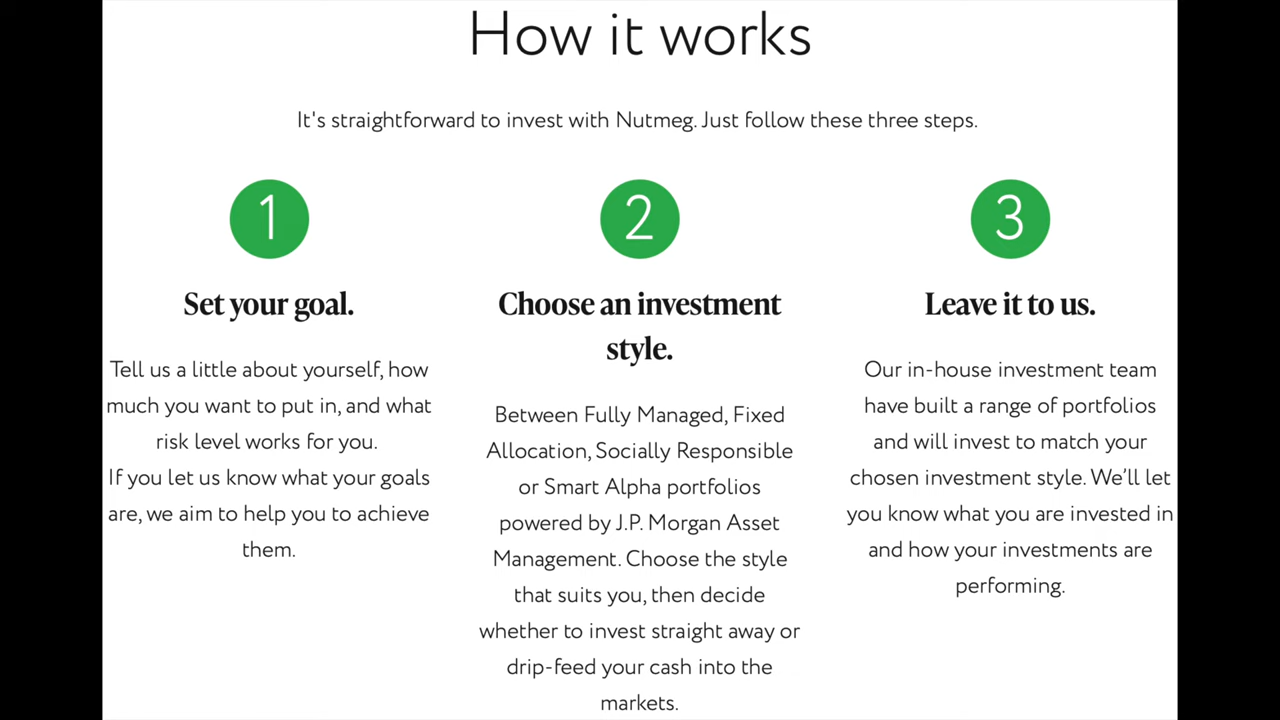 How it works
It's straightforward to invest with Nutmeg. Just follow these three steps.
1
Set your goal.
Tell us a little about yourself, how
much you want to put in, and what
risk level works for you.
If you let us know what your goals
are, we aim to help you to achieve
them.
2
Choose an investment
style.
Between Fully Managed, Fixed
Allocation, Socially Responsible
or Smart Alpha portfolios
powered by J.P. Morgan Asset
Management. Choose the style
that suits you, then decide
whether to invest straight away or
drip-feed your cash into the
markets.
3
Leave it to us.
Our in-house investment team
have built a range of portfolios
and will invest to match your
chosen investment style. We’ll let
you know what you are invested in
and how your investments are
performing.